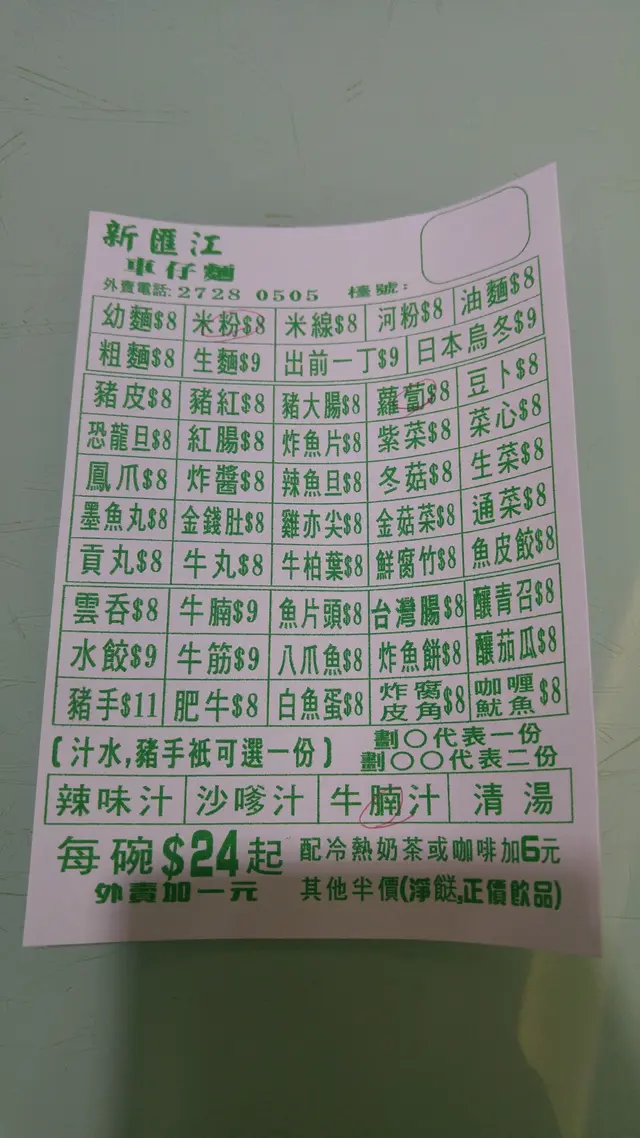 新匯江
車仔麵
外賣電話: 2728 0505 檯號:
幼麵$8 米粉$8 米線$8 河粉$8 油麵$8
粗麵$8 生麵$9 出前一丁$9 日本烏冬$9
豬皮$8 豬紅$8 豬大腸$8 蘿蔔$8 豆卜$8
恐龍旦$8 紅腸$8 炸魚片$8 紫菜$8 菜心$8
鳳爪$8 炸醬$8 辣魚旦$8 冬菇$8 生菜$8
墨魚丸$8 金錢肚$8 雞亦尖$8 金菇菜$8 通菜$8
貢丸$8 牛丸$8 牛柏葉$8 鮮腐竹$8 魚皮餃$8
雲吞$8 牛腩$9 魚片頭$8 台灣腸$8 釀青召$8
水餃$9 牛筋$9 八爪魚$8 炸魚餅$8 釀茄瓜$8
豬手$11 肥牛$8 白魚蛋$8 炸腐皮角$8 咖喱魷魚$8
(汁水,豬手祗可選一份) 劃〇代表一份
劃〇〇代表二份
辣味汁 沙嗲汁 牛腩汁 清湯
每碗$24起 配冷熱奶茶或咖啡加6元
外賣加一元 其他半價(淨餸,正價飲品)